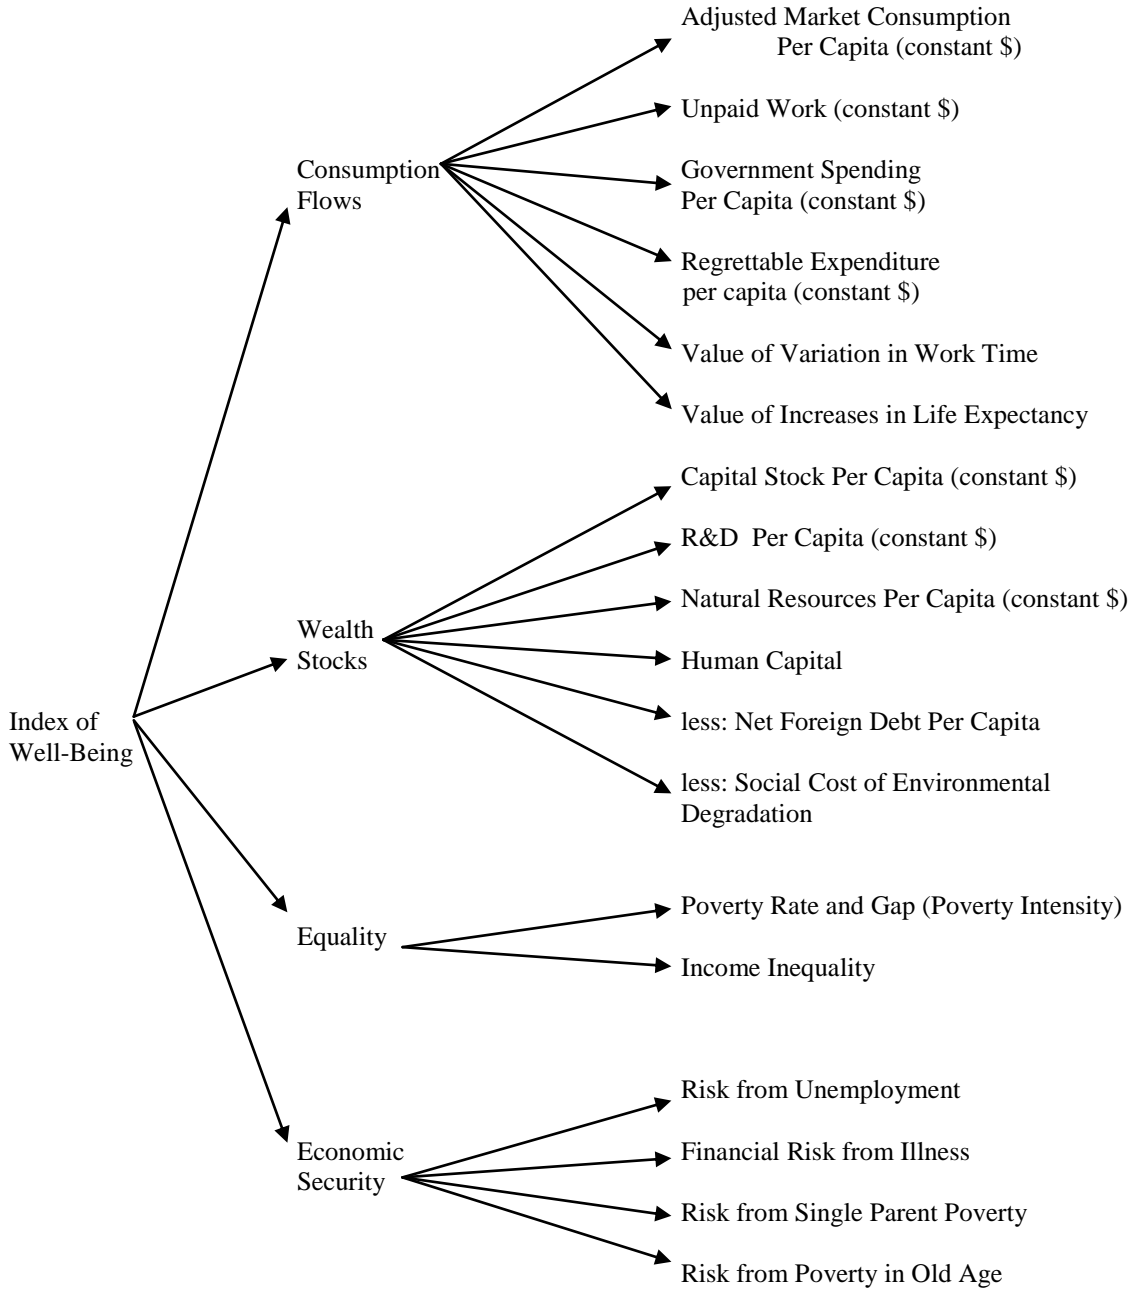 Adjusted Market Consumption
Per Capita (constant $)
Unpaid Work (constant $)
Consumption
Flows
Government Spending
Per Capita (constant $)
Regrettable Expenditure
per capita (constant $)
Value of Variation in Work Time
Value of Increases in Life Expectancy
Capital Stock Per Capita (constant $)
R&D Per Capita (constant $)
Natural Resources Per Capita (constant $)
Wealth
Stocks
Human Capital
less: Net Foreign Debt Per Capita
Index of
Well-Being
less: Social Cost of Environmental
Degradation
Poverty Rate and Gap (Poverty Intensity)
Equality
Income Inequality
Risk from Unemployment
Economic
Security
Financial Risk from Illness
Risk from Single Parent Poverty
Risk from Poverty in Old Age